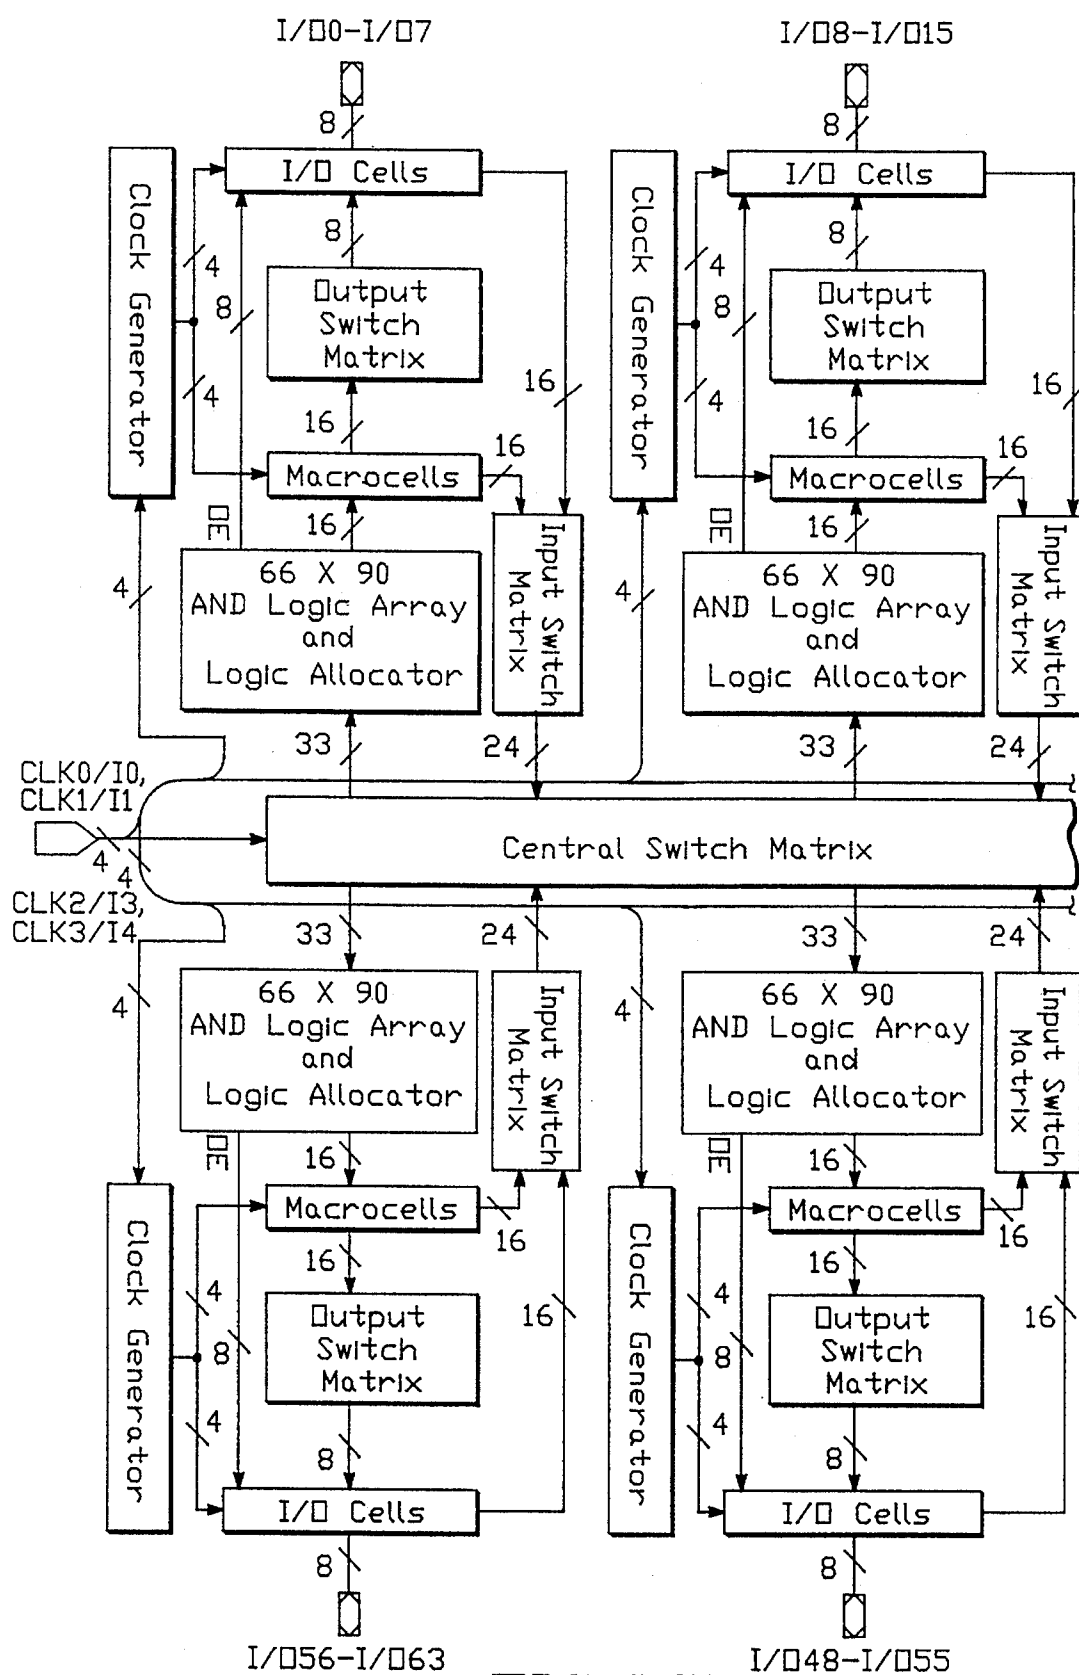 I/O0-I/O7
I/O8-I/O15
8
8
Clock Generator
I/O Cells
Clock Generator
I/O Cells
4
8
8
4
8
8
Output
Switch
Matrix
Output
Switch
Matrix
4
16
4
16
16
16
16
16
Macrocells
Macrocells
OE
16
OE
16
4
66 X 90
AND Logic Array
and
Logic Allocator
Input Switch
Matrix
4
66 X 90
AND Logic Array
and
Logic Allocator
Input Switch
Matrix
33
24
33
24
CLK0/I0,
CLK1/I1
4
4
Central Switch Matrix
CLK2/I3,
CLK3/I4
33
24
33
24
4
66 X 90
AND Logic Array
and
Logic Allocator
Input Switch
Matrix
4
66 X 90
AND Logic Array
and
Logic Allocator
Input Switch
Matrix
OE
16
OE
16
Clock Generator
Macrocells
16
Clock Generator
Macrocells
16
16
16
4
8
16
4
8
16
Output
Switch
Matrix
Output
Switch
Matrix
4
8
4
8
I/O Cells
I/O Cells
8
8
I/O56-I/O63
I/O48-I/O55